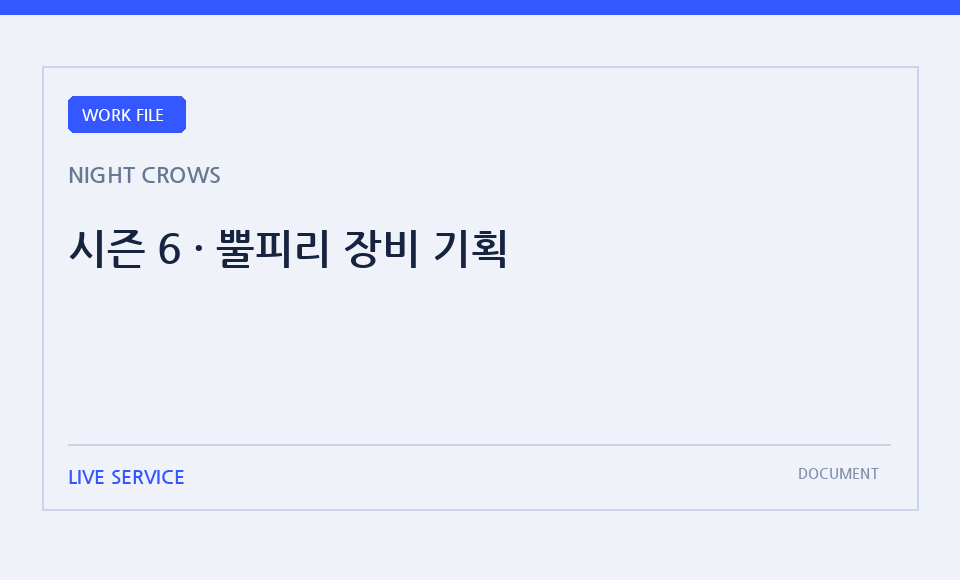 WORK FILE
NIGHT CROWS
시즌 6 · 뿔피리 장비 기획
LIVE SERVICE
DOCUMENT